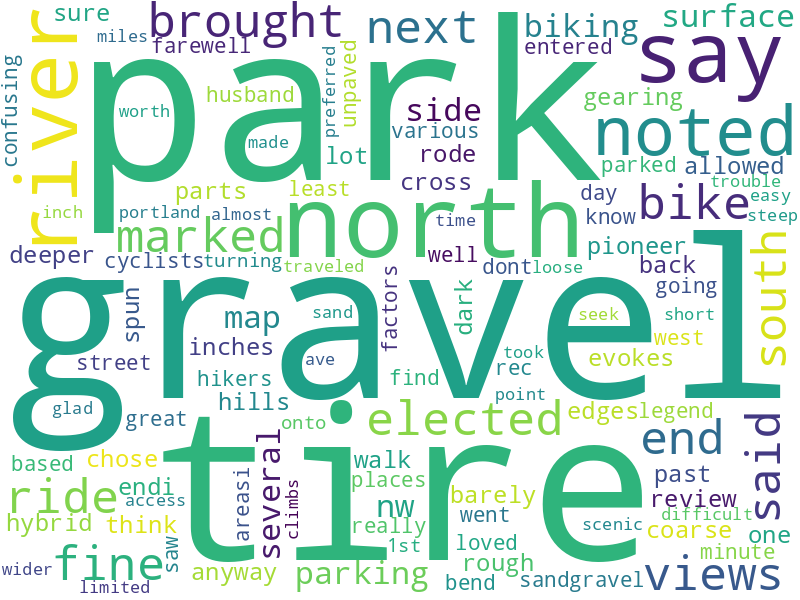 sure
miles
brought
farewell
next
biking
entered
surface
say
confusing
river
park
worth
made
husband
lot
preferred
unpaved
side
various
rode
gearing
noted
parked
allowed
trouble
easy
steep
inch
parts
portland
almost
least
cross
time
day
know
bike
marked
north
deeper
cyclists
turning
traveled
well
dont
loose
pioneer
back
going
south
gravel
spun
map
sand
factors
dark
seek
short
street
inches
ave
took
rec
evokes
west
hikers
hills
find
point
glad
great
onto
elected
edges
legend
said
based
chose
tire
end
ride
endi
access
areasi
several
climbs
walk
places
nw
barely
past
review
hybrid
think
really
went
scenic
difficult
coarse
one
saw
1st
loved
minute
wider
fine
limited
anyway
parking
bend
rough
sandgravel
views